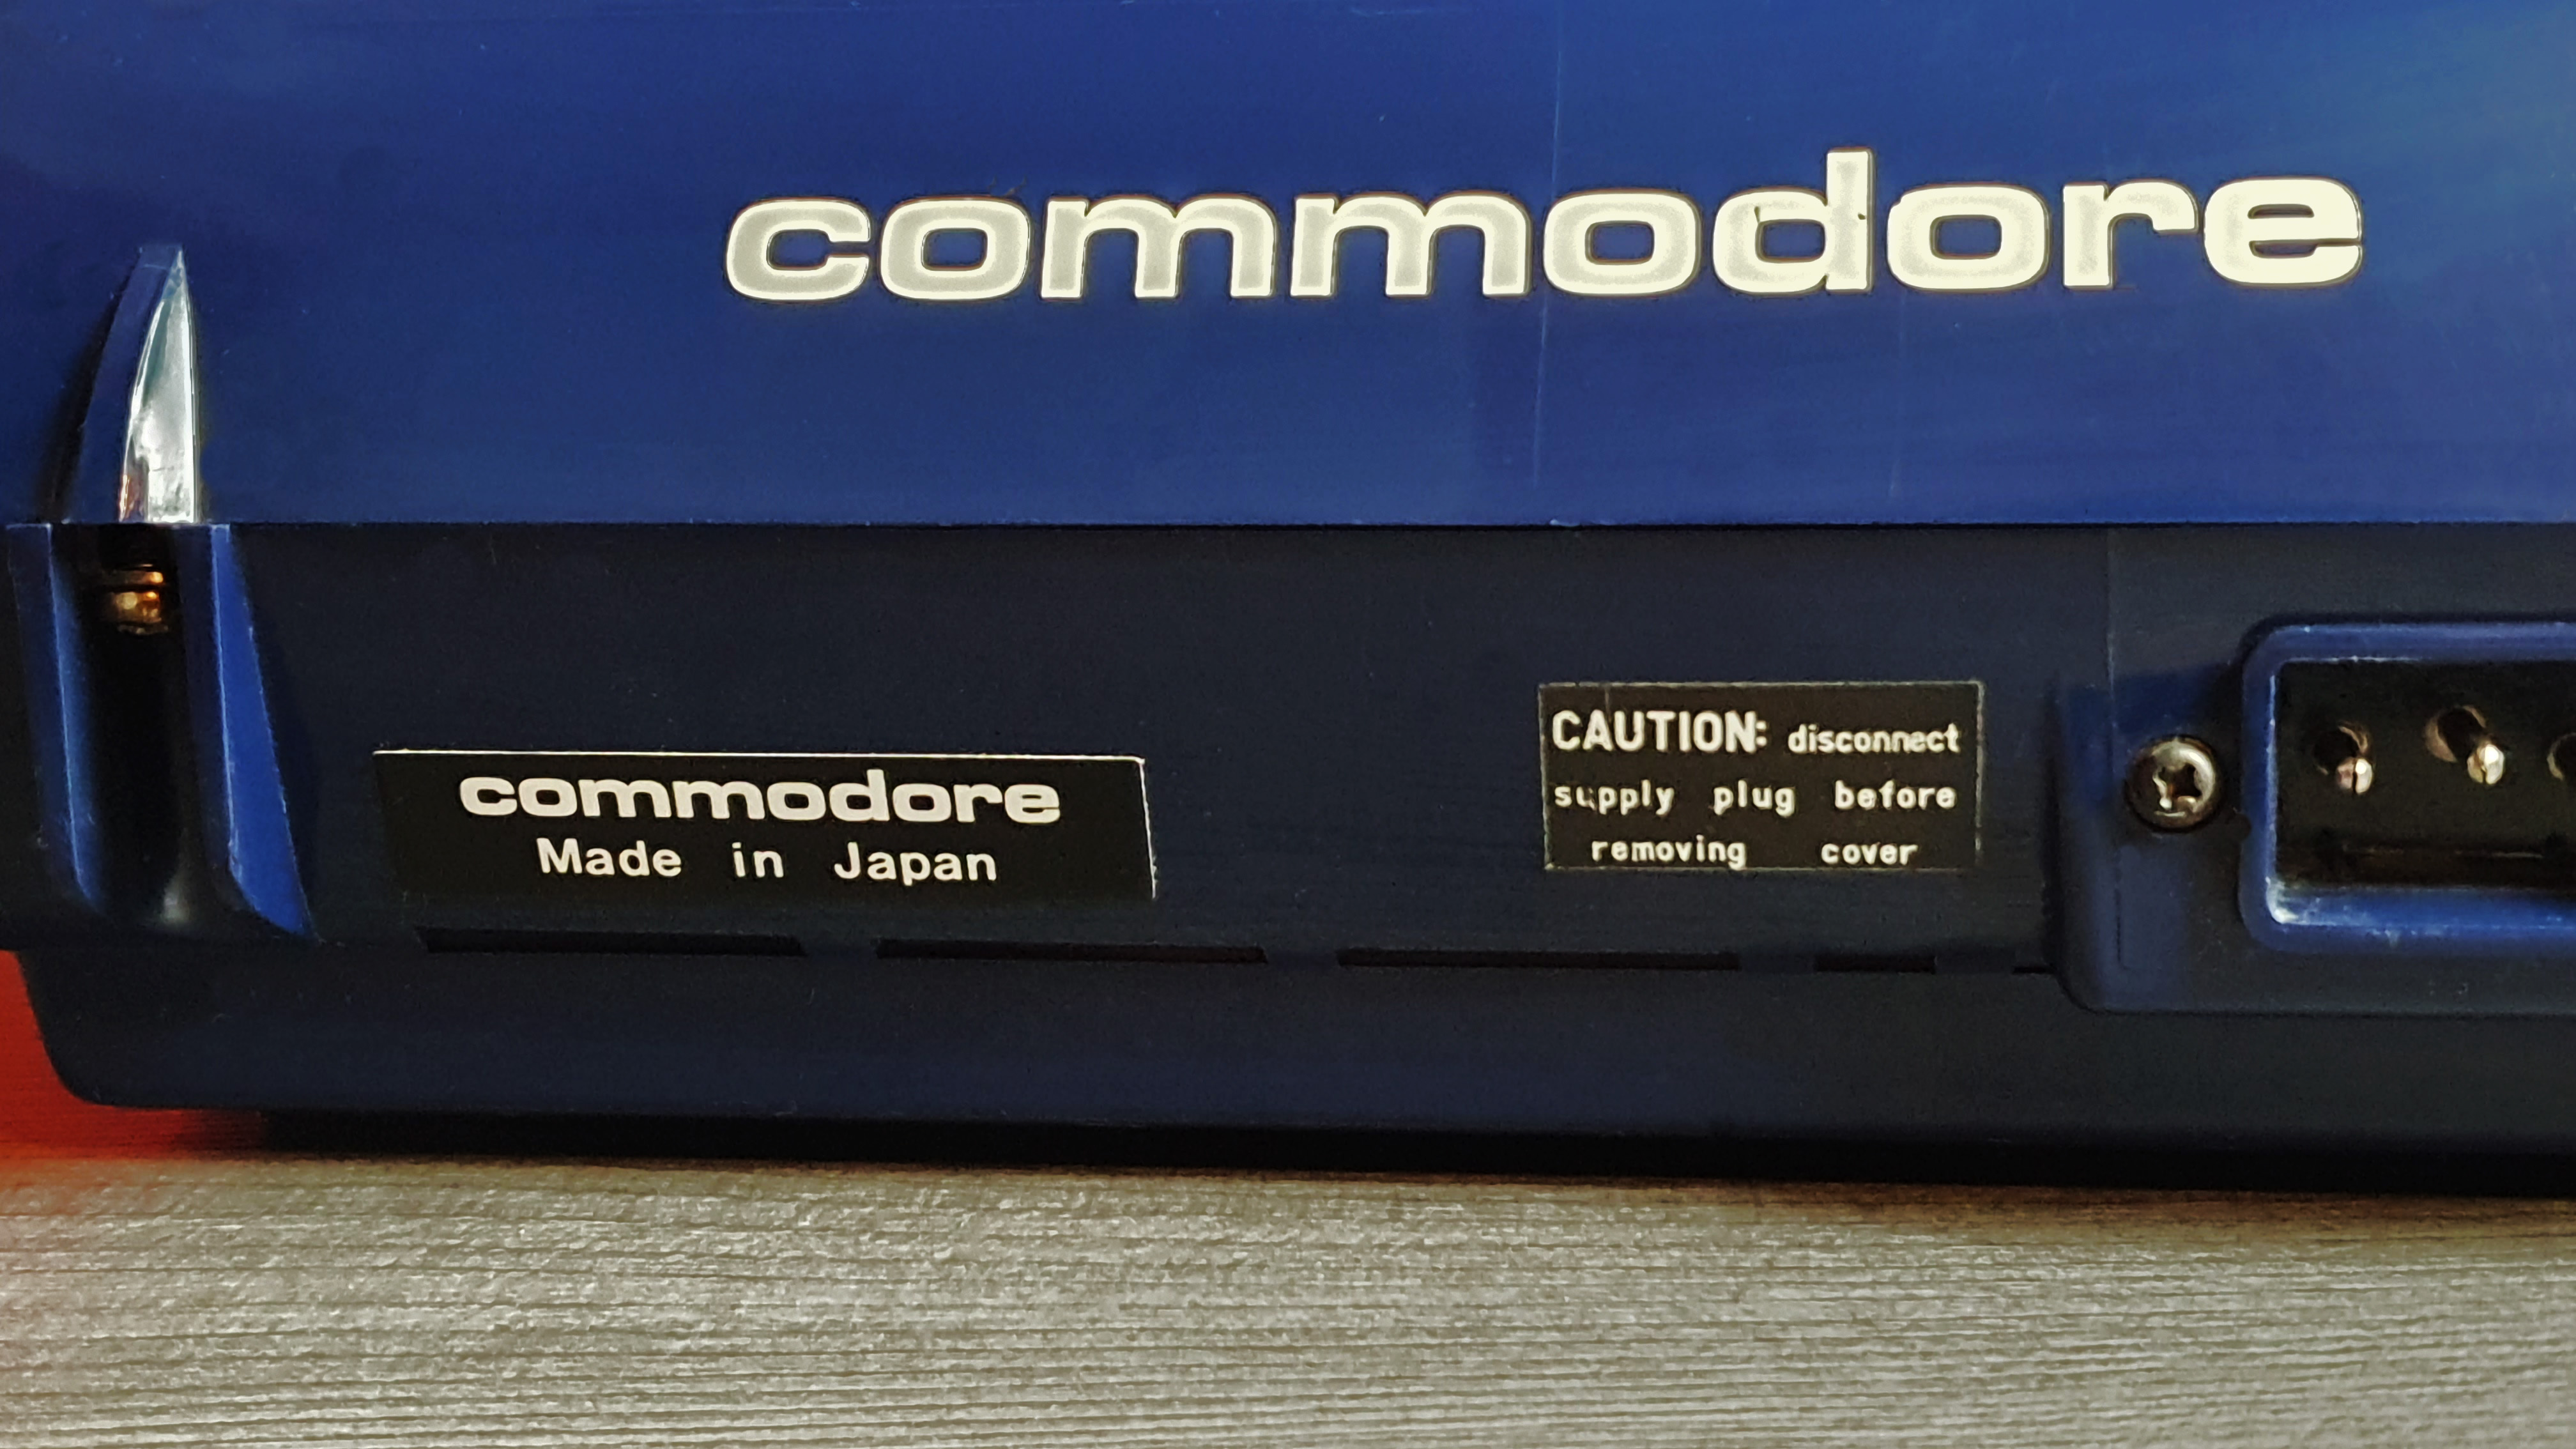 commodore
commodore
Made in Japan
CAUTION: disconnect
supply plug before
removing cover